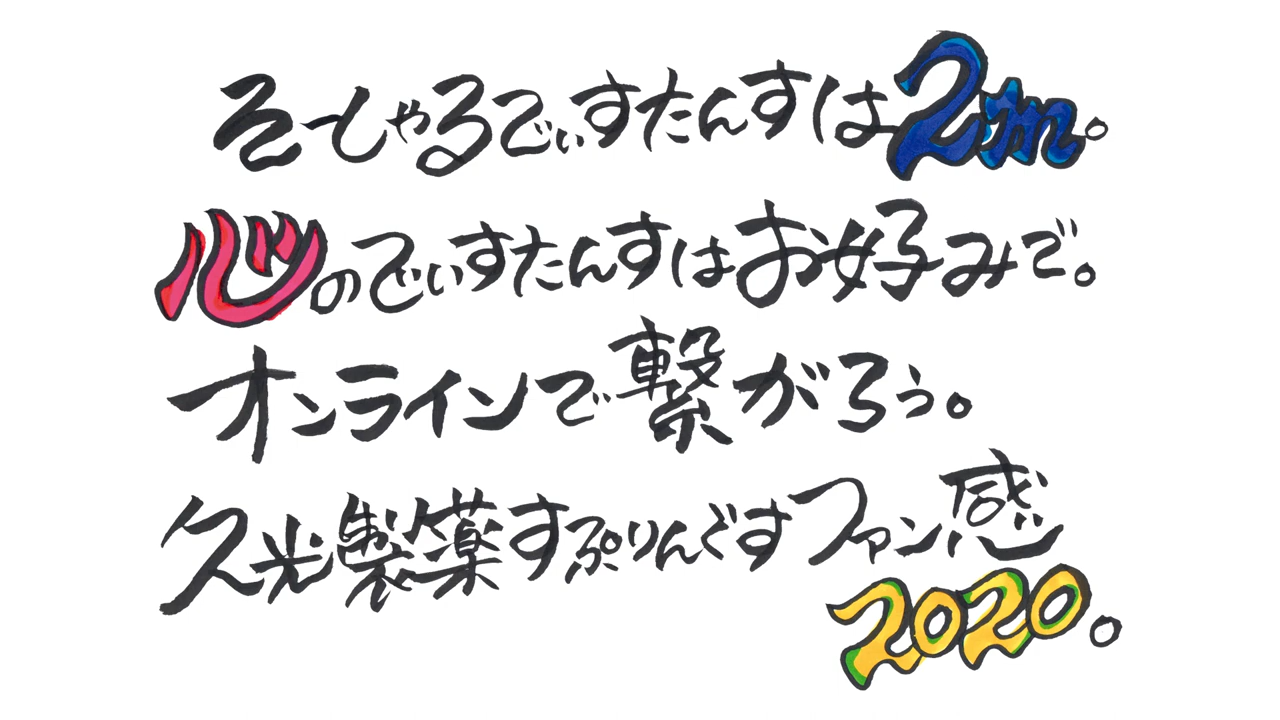 そーしゃるでぃすたんすは2m。
心のでぃすたんすはお好みで。
オンラインで繋がろう。
久光製薬すぷりんぐすファン感
2020。